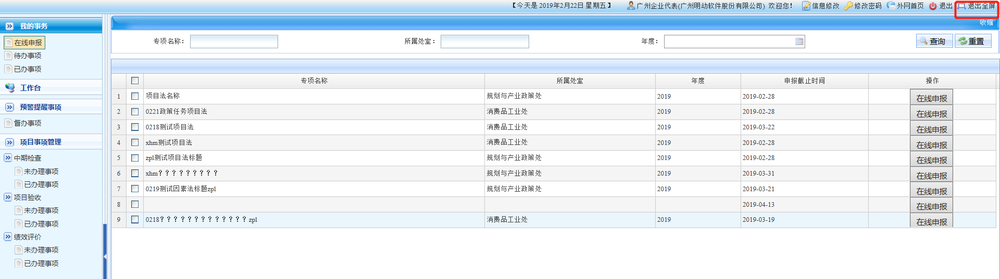 【今天是 2019年2月22日 星期五】 广州企业代表(广州明动软件股份有限公司) 欢迎您! 信息修改 修改密码 外网首页 退出 退出全屏
收缩
我的事务
在线申报
待办事项
已办事项
工作台
预警提醒事项
督办事项
项目事项管理
中期检查
未办理事项
已办理事项
项目验收
未办理事项
已办理事项
绩效评价
未办理事项
已办理事项
专项名称： 所属处室： 年度： 查询 重置
专项名称 所属处室 年度 申报截止时间 操作
1 项目法名称 规划与产业政策处 2019 2019-02-28 在线申报
2 0221政策任务项目法 消费品工业处 2019 2019-02-28 在线申报
3 0218测试项目法 消费品工业处 2019 2019-03-22 在线申报
4 xhm测试项目法 消费品工业处 2019 2019-02-28 在线申报
5 zpl测试项目法标题 规划与产业政策处 2019 2019-02-28 在线申报
6 xhm？？？？？？？？？ 规划与产业政策处 2019 2019-03-31 在线申报
7 0219测试因素法标题zpl 规划与产业政策处 2019 2019-03-21 在线申报
8 2019-04-13 在线申报
9 0218？？？？？？？？？？？？？zpl 消费品工业处 2019 2019-03-19 在线申报